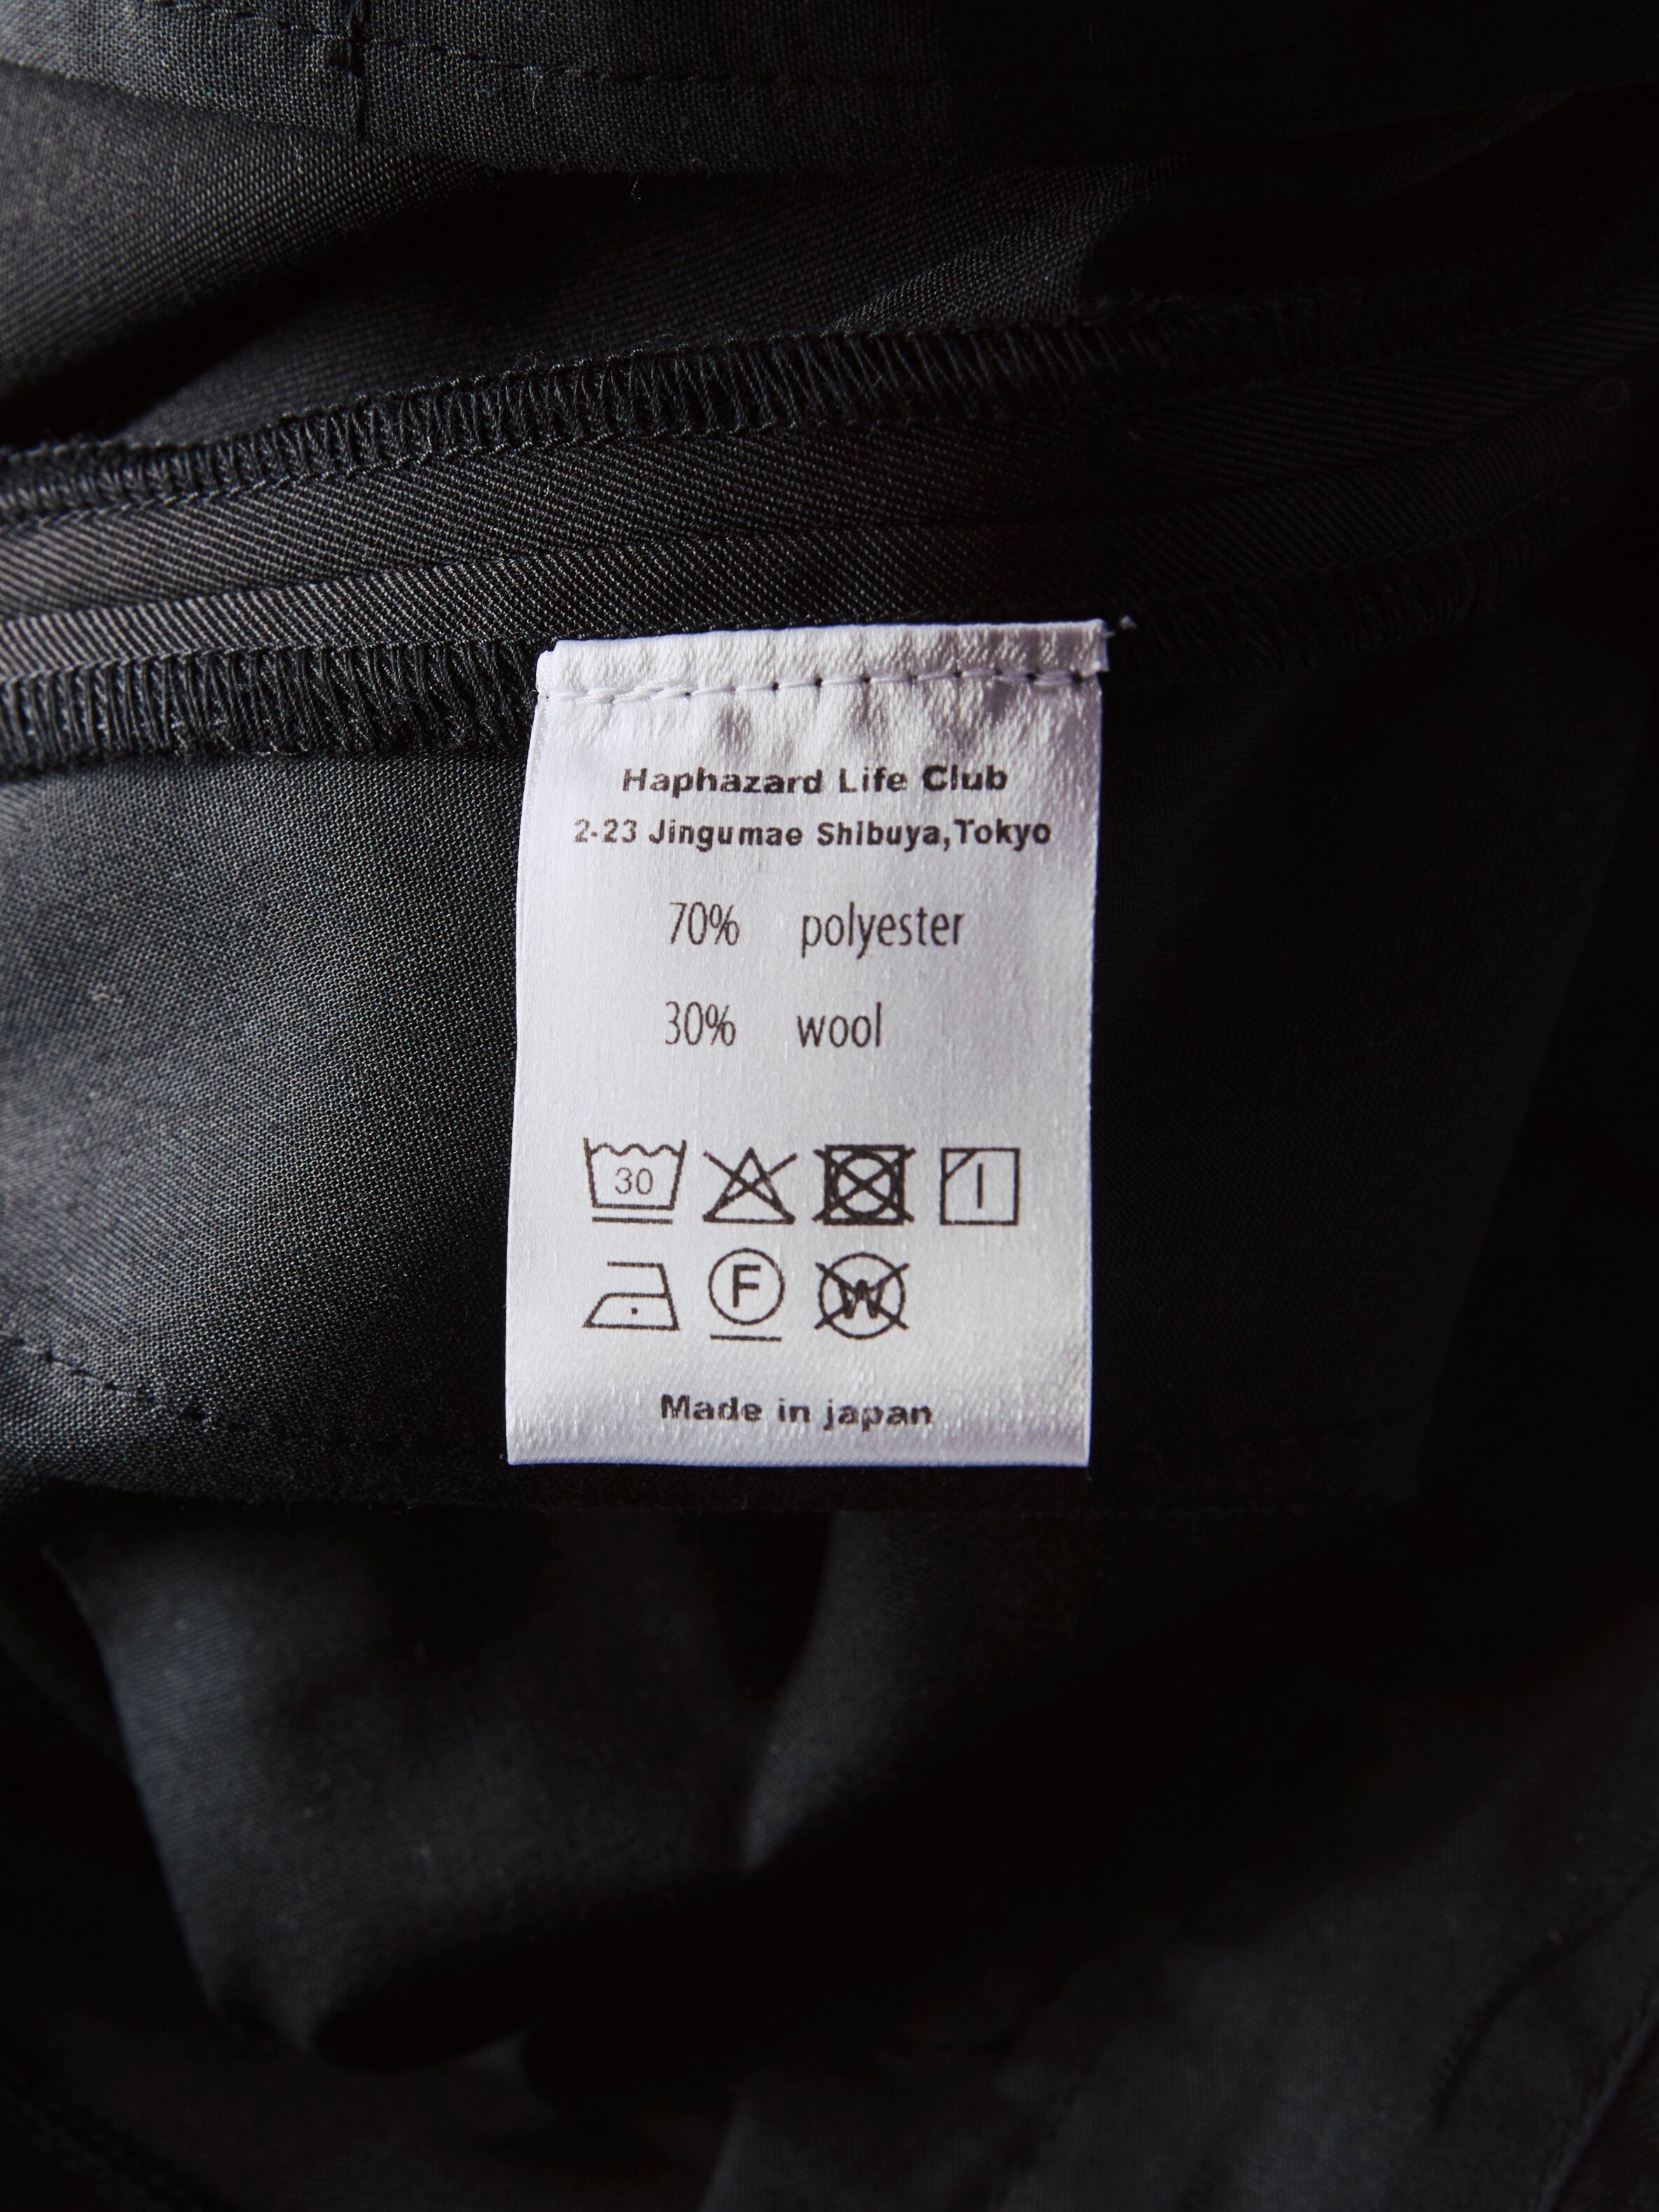 Haphazard Life Club
2-23 Jingumae Shibuya,Tokyo
70% polyester
30% wool
30
F
W
Made in japan